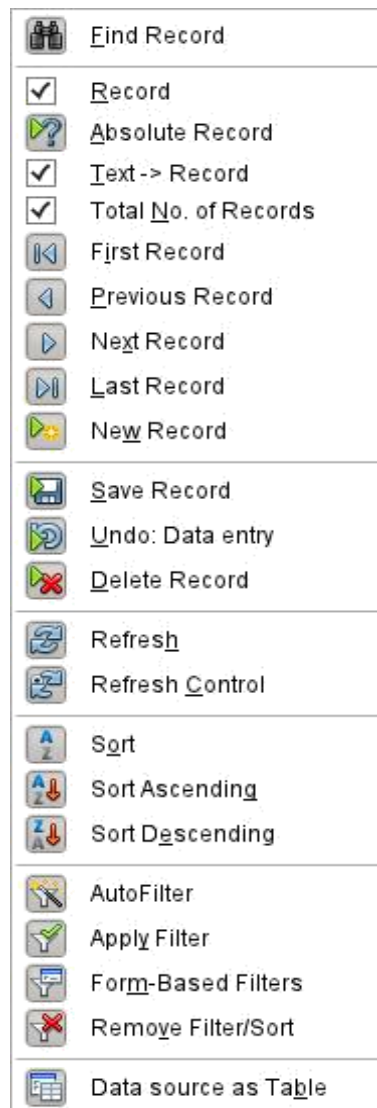 Find Record
Record
Absolute Record
Text -> Record
Total No. of Records
First Record
Previous Record
Next Record
Last Record
New Record
Save Record
Undo: Data entry
Delete Record
Refresh
Refresh Control
Sort
Sort Ascending
Sort Descending
AutoFilter
Apply Filter
Form-Based Filters
Remove Filter/Sort
Data source as Table